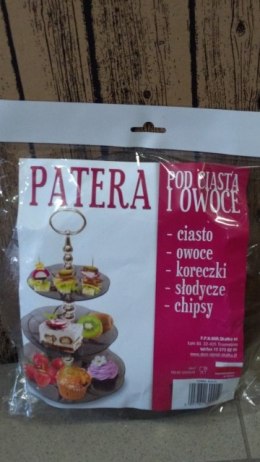 PATERA
POD CIASTA
I OWOCE
- ciasto
- owoce
- koreczki
- słodycze
- chipsy